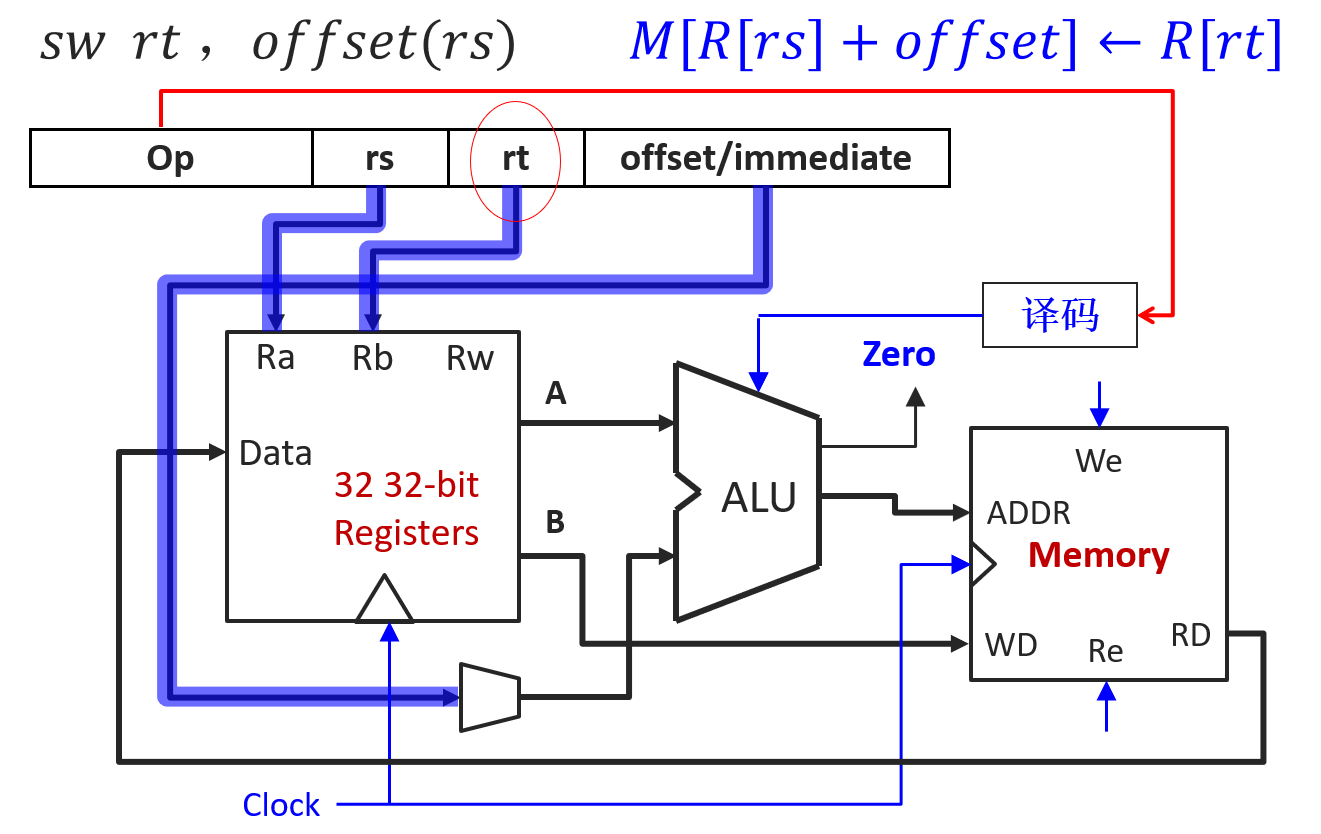 sw rt , offset(rs) M[R[rs] + offset] ← R[rt]
Op rs rt offset/immediate
译码
Zero
Ra Rb Rw
A
Data
32 32-bit
Registers
B
ALU
We
ADDR
Memory
WD Re RD
Clock